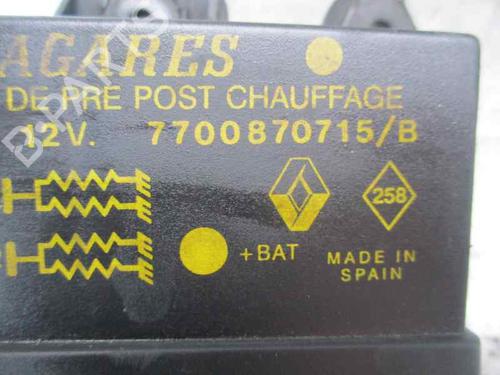 AGARES
DE PRE POST CHAUFFAGE
12V. 7700870715/B
258
+BAT
MADE IN
SPAIN